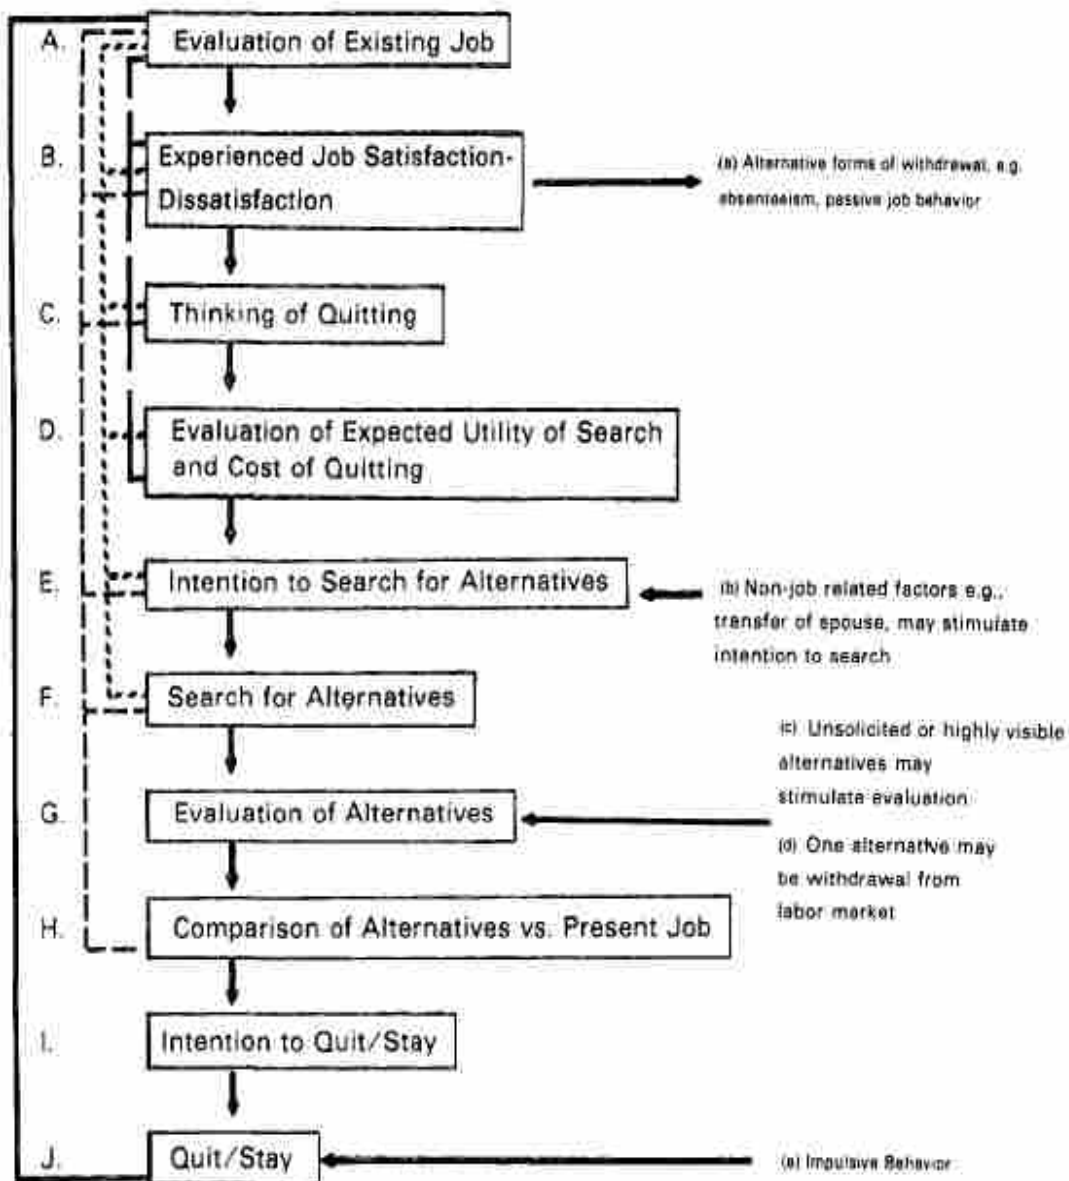 A.
Evaluation of Existing Job
B.
Experienced Job Satisfaction-
Dissatisfaction
(a) Alternative forms of withdrawal, e.g.
absenteeism, passive job behavior
C.
Thinking of Quitting
D.
Evaluation of Expected Utility of Search
and Cost of Quitting
E.
Intention to Search for Alternatives
(b) Non-job related factors e.g.,
transfer of spouse, may stimulate
intention to search
F.
Search for Alternatives
(c) Unsolicited or highly visible
alternatives may
stimulate evaluation
G.
Evaluation of Alternatives
(d) One alternative may
be withdrawal from
labor market
H.
Comparison of Alternatives vs. Present Job
I.
Intention to Quit/Stay
J.
Quit/Stay
(e) Impulsive Behavior